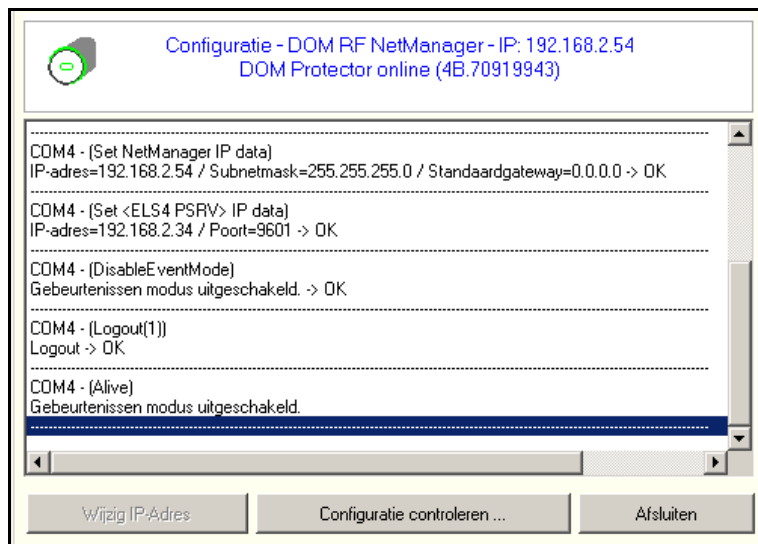 Configuratie - DOM RF NetManager - IP: 192.168.2.54
DOM Protector online (4B.70919943)
COM4 - (Set NetManager IP data)
IP-adres=192.168.2.54 / Subnetmask=255.255.255.0 / Standaardgateway=0.0.0.0 -> OK
COM4 - (Set <ELS4 PSRV> IP data)
IP-adres=192.168.2.34 / Poort=9601 -> OK
COM4 - (DisableEventMode)
Gebeurtenissen modus uitgeschakeld. -> OK
COM4 - (Logout(1))
Logout -> OK
COM4 - (Alive)
Gebeurtenissen modus uitgeschakeld.
Wijzig IP-Adres
Configuratie controleren ...
Afsluiten